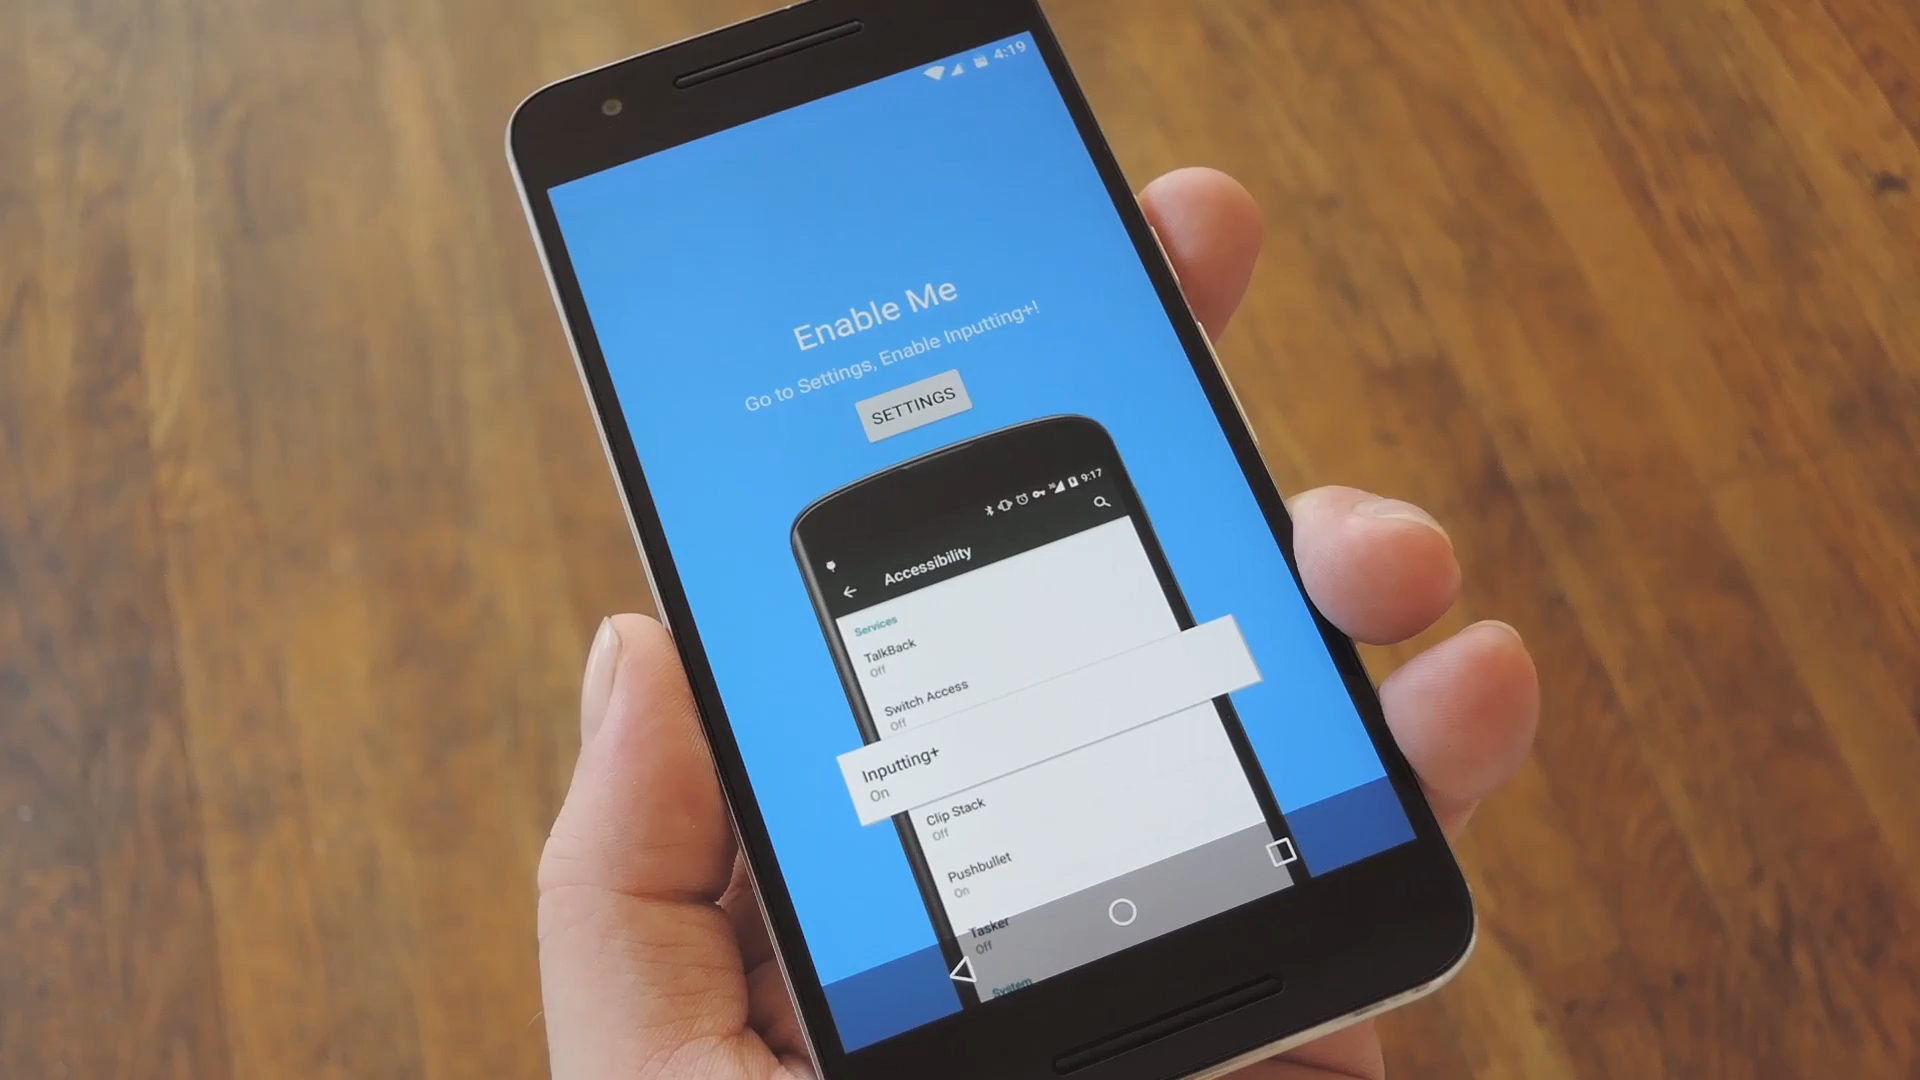 4:19
Enable Me
Go to Settings, Enable Inputting+!
SETTINGS
9:17
Accessibility
Services
TalkBack
Off
Switch Access
Off
Inputting+
On
Clip Stack
Off
Pushbullet
On
Tasker
Off
System